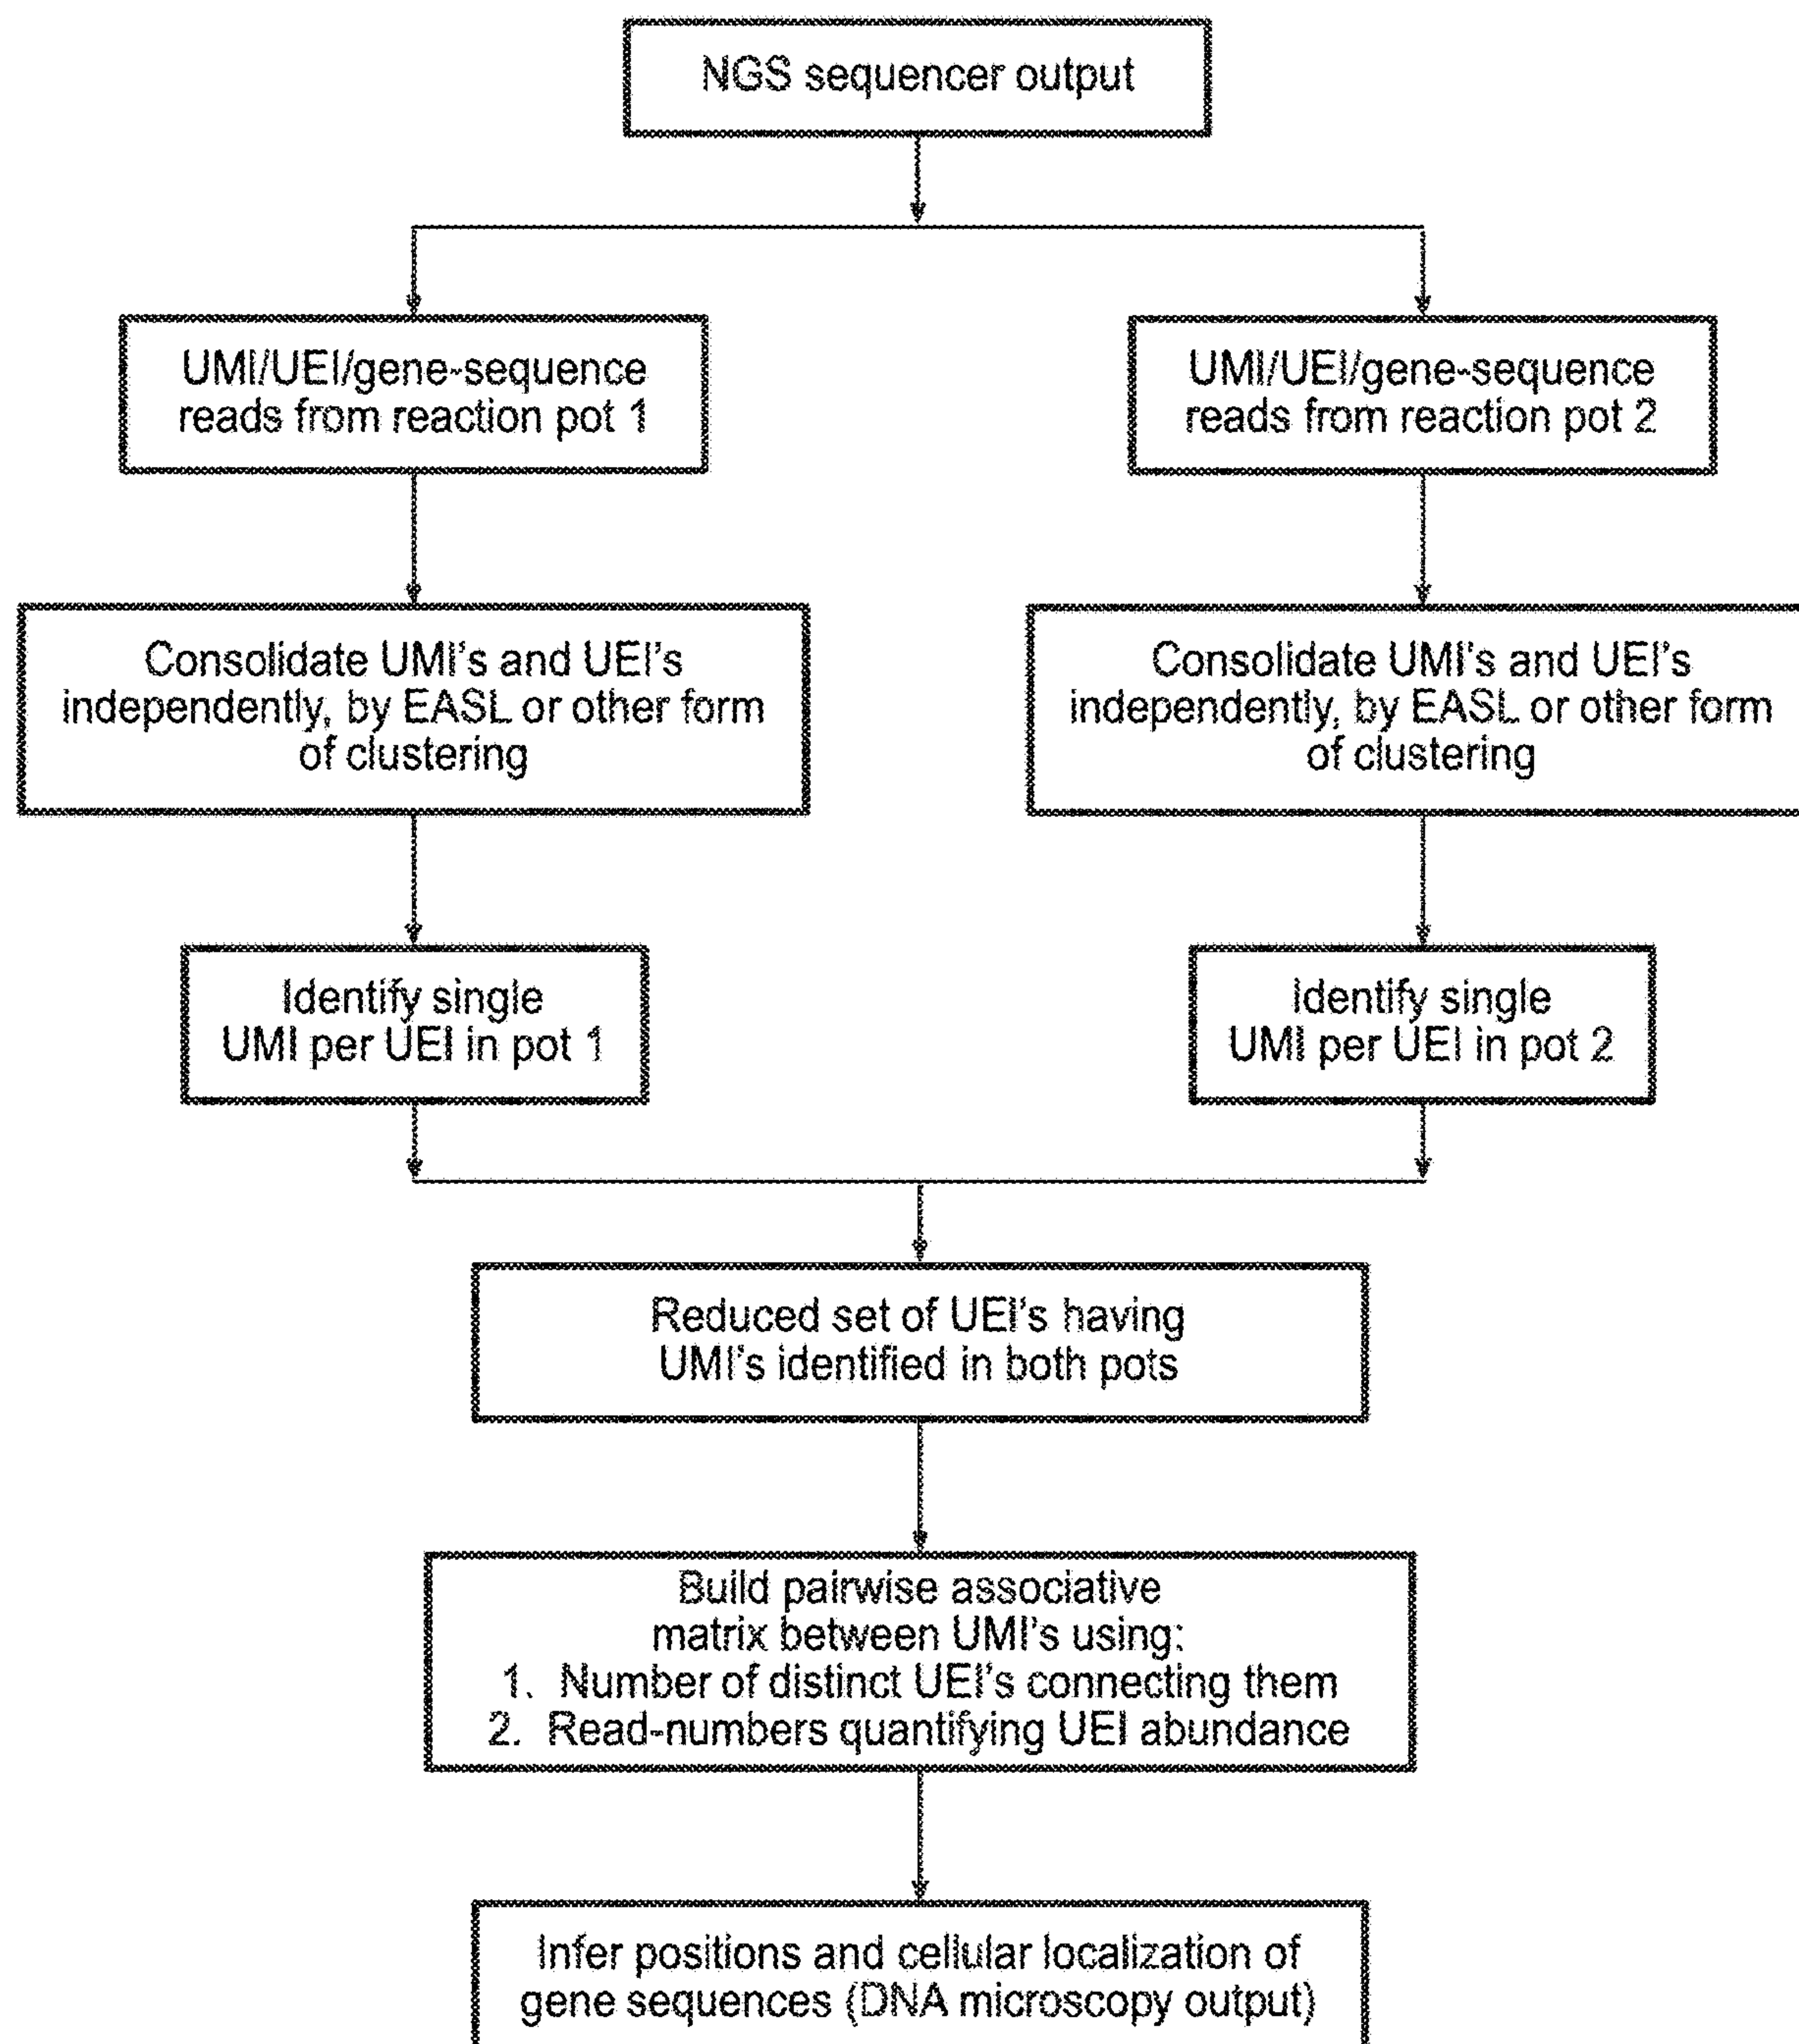 NGS sequencer output
UMI/UEI/gene-sequence
reads from reaction pot 1
UMI/UEI/gene-sequence
reads from reaction pot 2
Consolidate UMI's and UEI's
independently, by EASL or other form
of clustering
Consolidate UMI's and UEI's
independently, by EASL or other form
of clustering
Identify single
UMI per UEI in pot 1
Identify single
UMI per UEI in pot 2
Reduced set of UEI's having
UMI's identified in both pots
Build pairwise associative
matrix between UMI's using:
1. Number of distinct UEI's connecting them
2. Read-numbers quantifying UEI abundance
Infer positions and cellular localization of
gene sequences (DNA microscopy output)